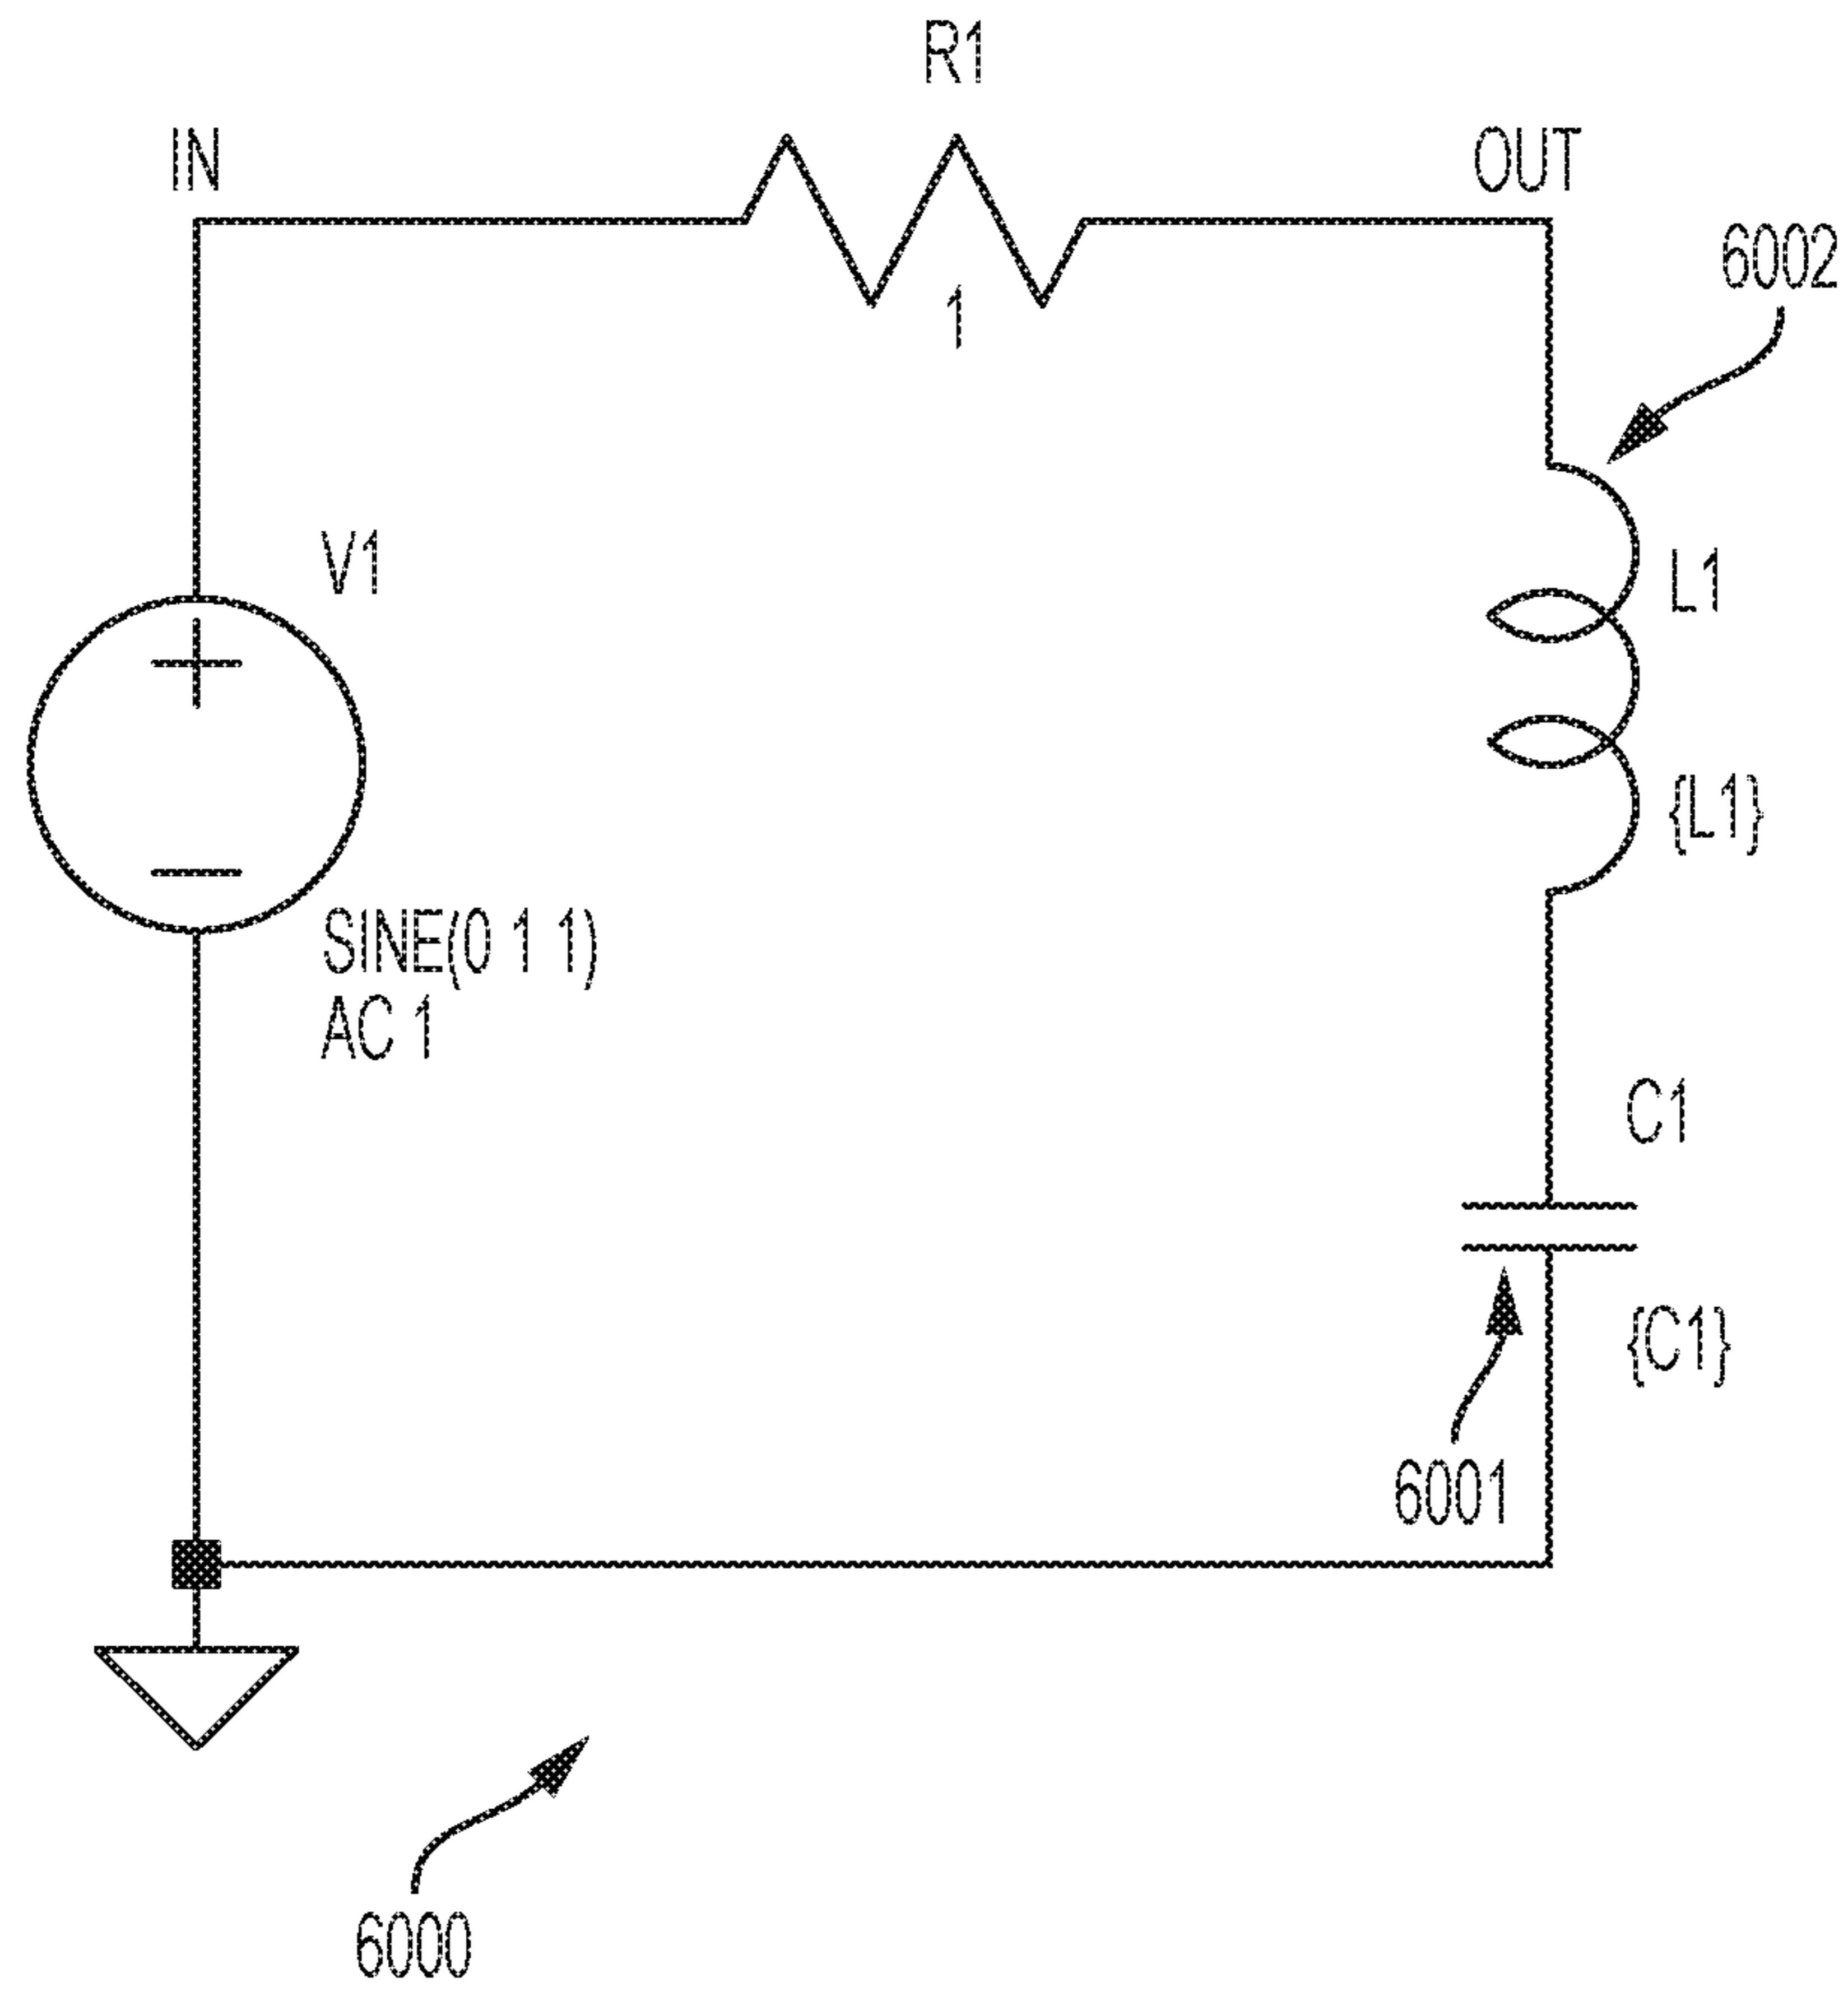 R1
IN
OUT
6002
1
V1
L1
{L1}
SINE(0 1 1)
AC 1
C1
{C1}
6001
6000